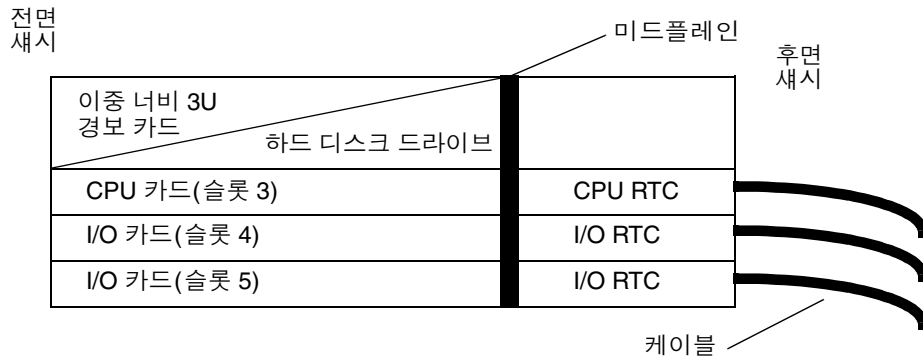 전면
섀시
미드플레인
후면
섀시
이중 너비 3U
경보 카드
하드 디스크 드라이브
CPU 카드(슬롯 3)
CPU RTC
I/O 카드(슬롯 4)
I/O RTC
I/O 카드(슬롯 5)
I/O RTC
케이블